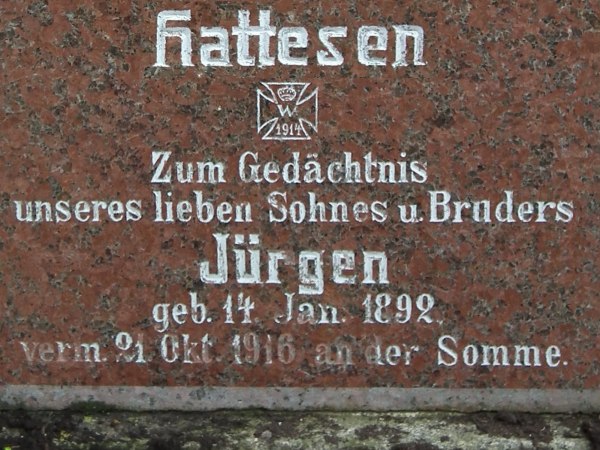 Hattesen
W
1914
Zum Gedächtnis
unseres lieben Sohnes u. Bruders
Jürgen
geb. 14. Jan. 1892.
verm. 21. Okt. 1916 an der Somme.